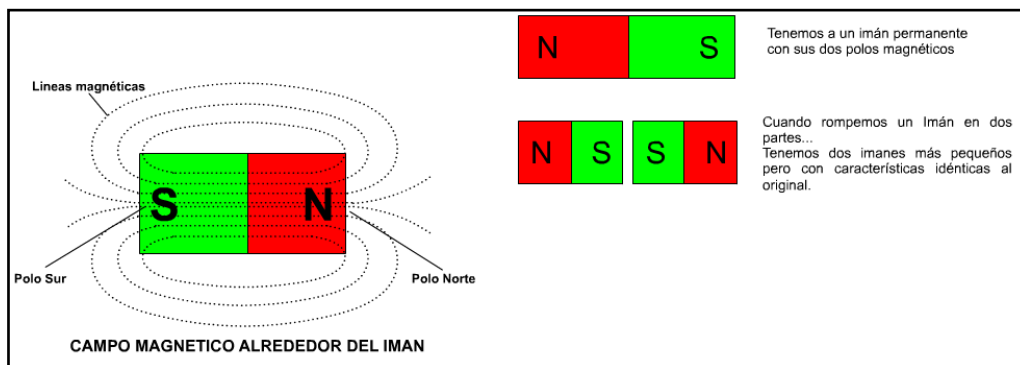 Lineas magnéticas
S
N
Polo Sur
Polo Norte
CAMPO MAGNETICO ALREDEDOR DEL IMAN
N S
Tenemos a un imán permanente
con sus dos polos magnéticos
N S S N
Cuando rompemos un Imán en dos
partes...
Tenemos dos imanes más pequeños
pero con características idénticas al
original.